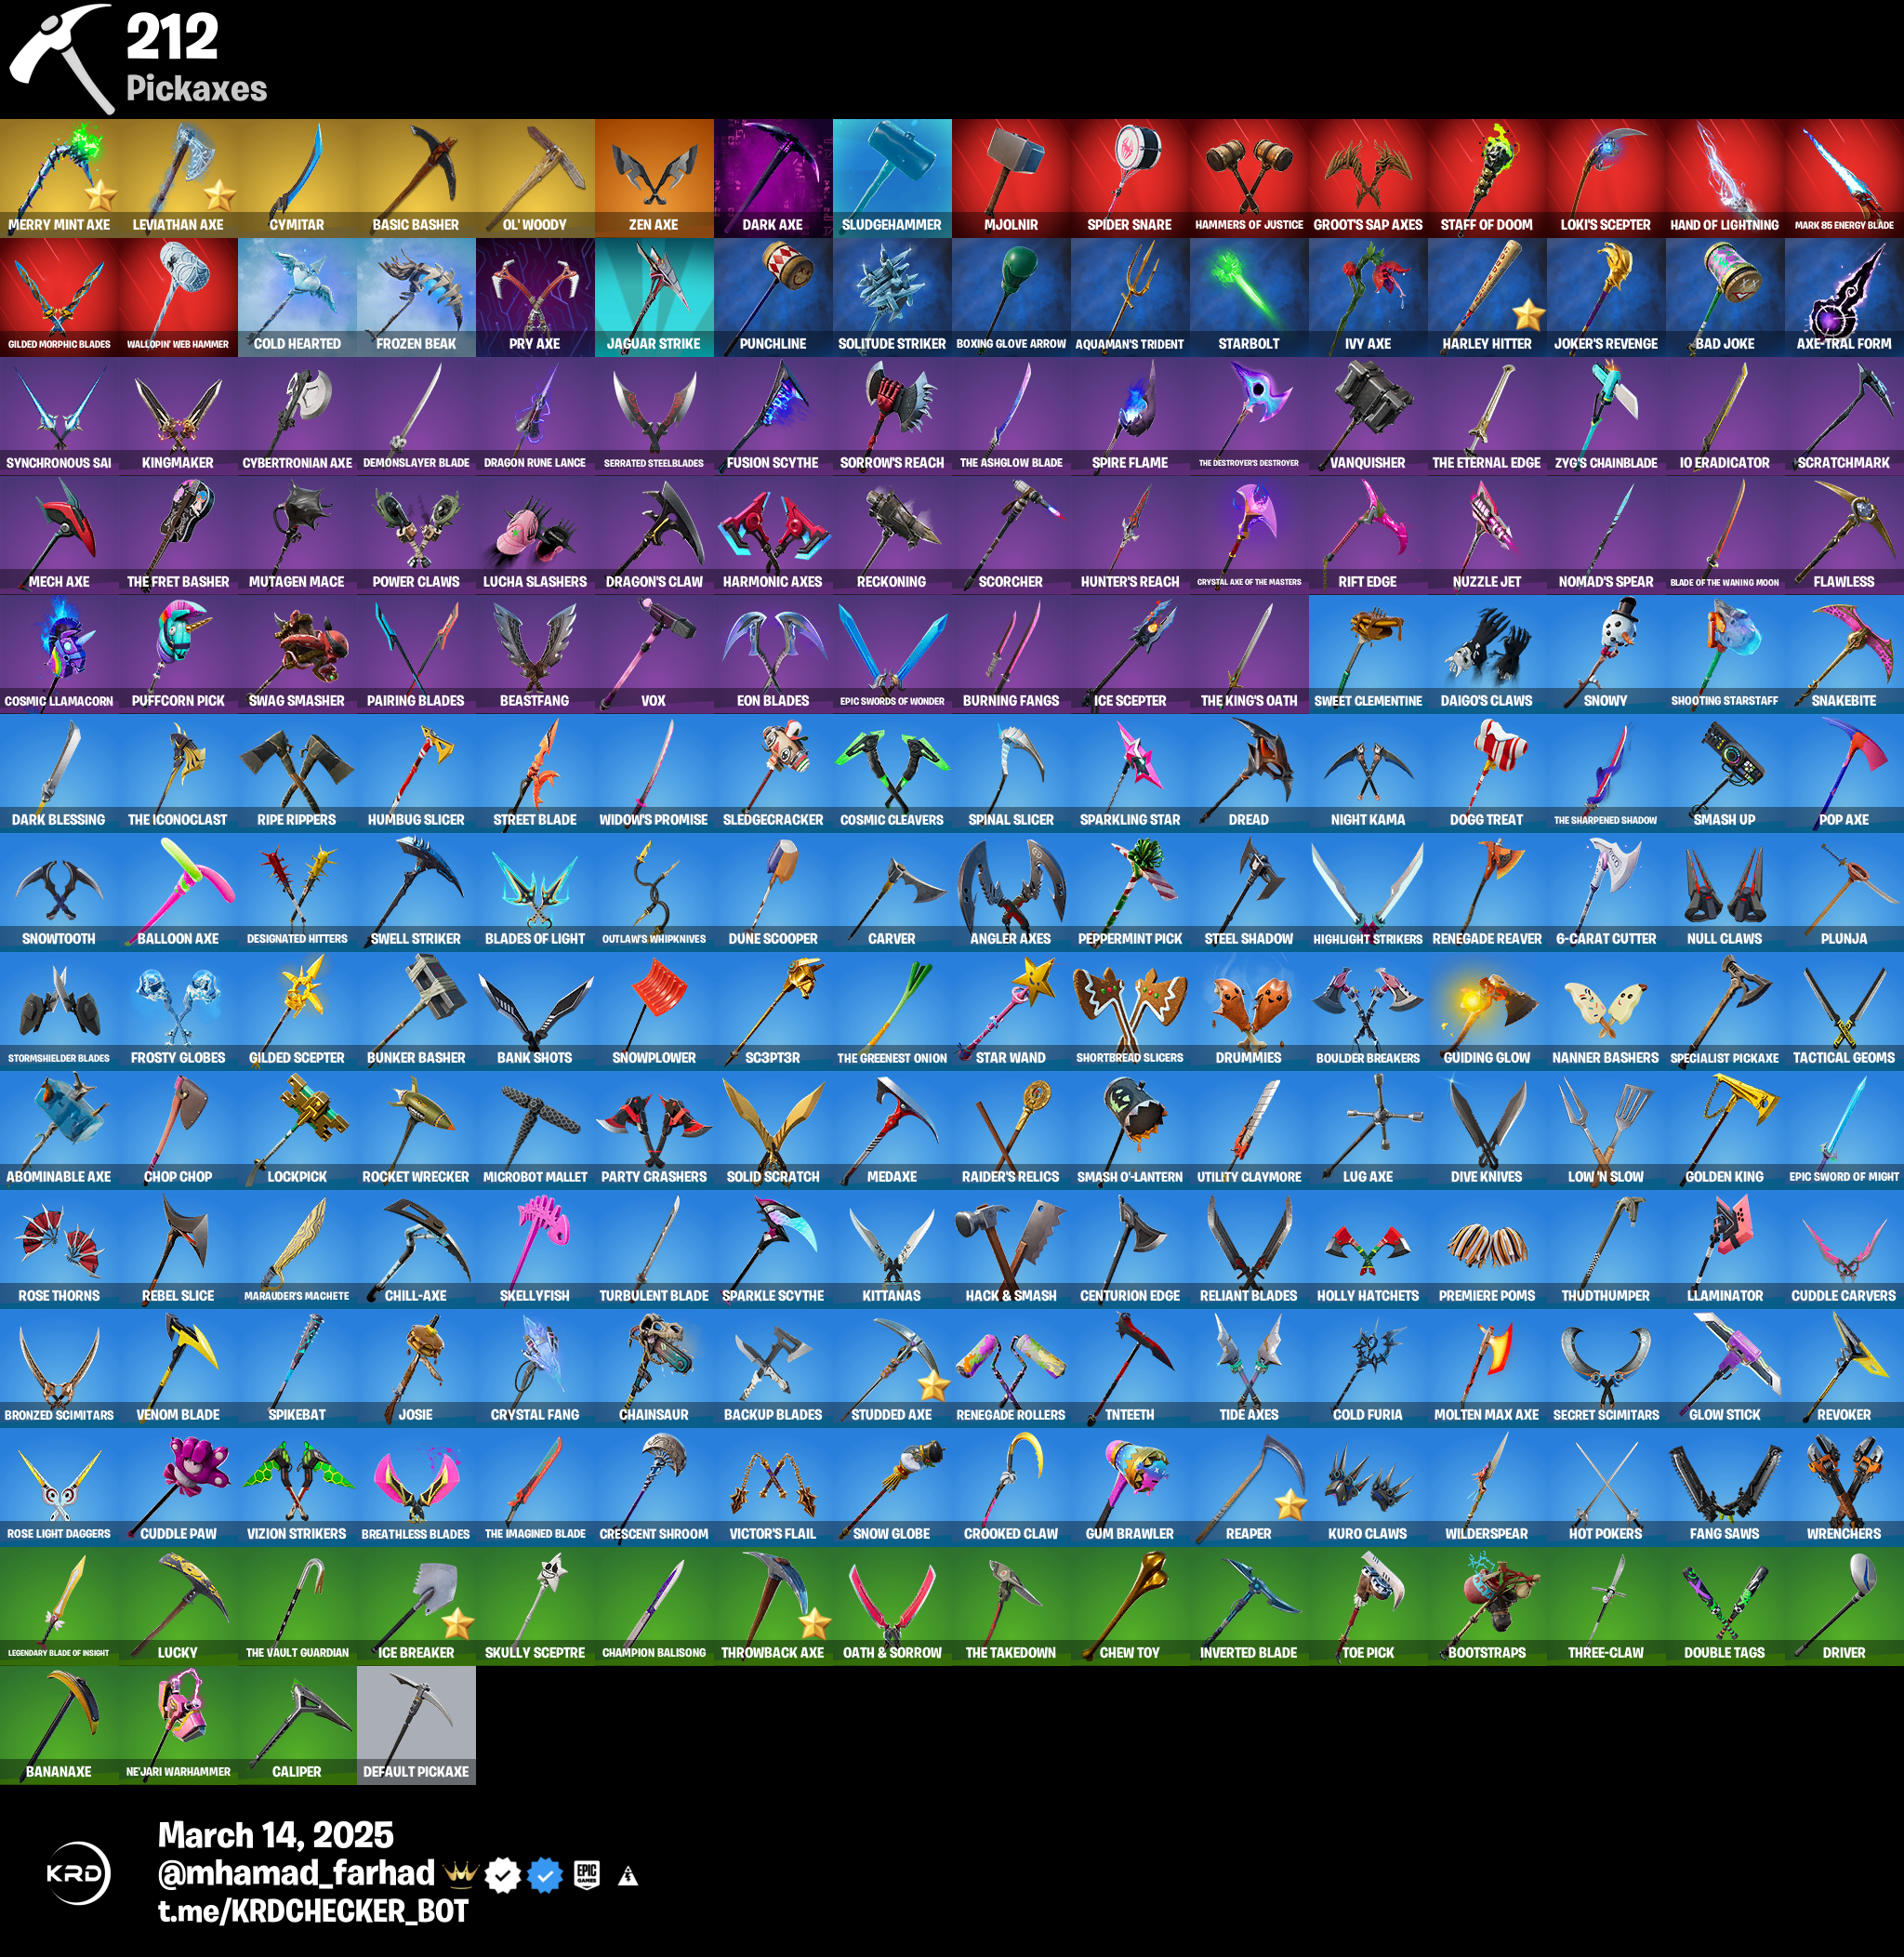 212
Pickaxes
MERRY MINT AXE
LEVIATHAN AXE
CYMITAR
BASIC BASHER
OL' WOODY
ZEN AXE
DARK AXE
SLUDGEHAMMER
MJOLNIR
SPIDER SNARE
HAMMERS OF JUSTICE
GROOT'S SAP AXES
STAFF OF DOOM
LOKI'S SCEPTER
HAND OF LIGHTNING
MARK 85 ENERGY BLADE
GILDED MORPHIC BLADES
WALLOPIN' WEB HAMMER
COLD HEARTED
FROZEN BEAK
PRY AXE
JAGUAR STRIKE
PUNCHLINE
SOLITUDE STRIKER
BOXING GLOVE ARROW
AQUAMAN'S TRIDENT
STARBOLT
IVY AXE
HARLEY HITTER
JOKER'S REVENGE
BAD JOKE
AXE-TRAL FORM
SYNCHRONOUS SAI
KINGMAKER
CYBERTRONIAN AXE
DEMONSLAYER BLADE
DRAGON RUNE LANCE
SERRATED STEELBLADES
FUSION SCYTHE
SORROW'S REACH
THE ASHGLOW BLADE
SPIRE FLAME
THE DESTROYER'S DESTROYER
VANQUISHER
THE ETERNAL EDGE
ZYG'S CHAINBLADE
IO ERADICATOR
SCRATCHMARK
MECH AXE
THE FRET BASHER
MUTAGEN MACE
POWER CLAWS
LUCHA SLASHERS
DRAGON'S CLAW
HARMONIC AXES
RECKONING
SCORCHER
HUNTER'S REACH
CRYSTAL AXE OF THE MASTERS
RIFT EDGE
NUZZLE JET
NOMAD'S SPEAR
BLADE OF THE WANING MOON
FLAWLESS
COSMIC LLAMACORN
PUFFCORN PICK
SWAG SMASHER
PAIRING BLADES
BEASTFANG
VOX
EON BLADES
EPIC SWORDS OF WONDER
BURNING FANGS
ICE SCEPTER
THE KING'S OATH
SWEET CLEMENTINE
DAIGO'S CLAWS
SNOWY
SHOOTING STARSTAFF
SNAKEBITE
DARK BLESSING
THE ICONOCLAST
RIPE RIPPERS
HUMBUG SLICER
STREET BLADE
WIDOW'S PROMISE
SLEDGECRACKER
COSMIC CLEAVERS
SPINAL SLICER
SPARKLING STAR
DREAD
NIGHT KAMA
DOGG TREAT
THE SHARPENED SHADOW
SMASH UP
POP AXE
SNOWTOOTH
BALLOON AXE
DESIGNATED HITTERS
SWELL STRIKER
BLADES OF LIGHT
OUTLAW'S WHIPKNIVES
DUNE SCOOPER
CARVER
ANGLER AXES
PEPPERMINT PICK
STEEL SHADOW
HIGHLIGHT STRIKERS
RENEGADE REAVER
6-CARAT CUTTER
NULL CLAWS
PLUNJA
STORMSHIELDER BLADES
FROSTY GLOBES
GILDED SCEPTER
BUNKER BASHER
BANK SHOTS
SNOWPLOWER
SC3PT3R
THE GREENEST ONION
STAR WAND
SHORTBREAD SLICERS
DRUMMIES
BOULDER BREAKERS
GUIDING GLOW
NANNER BASHERS
SPECIALIST PICKAXE
TACTICAL GEOMS
ABOMINABLE AXE
CHOP CHOP
LOCKPICK
ROCKET WRECKER
MICROBOT MALLET
PARTY CRASHERS
SOLID SCRATCH
MEDAXE
RAIDER'S RELICS
SMASH O'-LANTERN
UTILITY CLAYMORE
LUG AXE
DIVE KNIVES
LOW 'N SLOW
GOLDEN KING
EPIC SWORD OF MIGHT
ROSE THORNS
REBEL SLICE
MARAUDER'S MACHETE
CHILL-AXE
SKELLYFISH
TURBULENT BLADE
SPARKLE SCYTHE
KITTANAS
HACK & SMASH
CENTURION EDGE
RELIANT BLADES
HOLLY HATCHETS
PREMIERE POMS
THUDTHUMPER
LLAMINATOR
CUDDLE CARVERS
BRONZED SCIMITARS
VENOM BLADE
SPIKEBAT
JOSIE
CRYSTAL FANG
CHAINSAUR
BACKUP BLADES
STUDDED AXE
RENEGADE ROLLERS
TNTEETH
TIDE AXES
COLD FURIA
MOLTEN MAX AXE
SECRET SCIMITARS
GLOW STICK
REVOKER
ROSE LIGHT DAGGERS
CUDDLE PAW
VIZION STRIKERS
BREATHLESS BLADES
THE IMAGINED BLADE
CRESCENT SHROOM
VICTOR'S FLAIL
SNOW GLOBE
CROOKED CLAW
GUM BRAWLER
REAPER
KURO CLAWS
WILDERSPEAR
HOT POKERS
FANG SAWS
WRENCHERS
LEGENDARY BLADE OF INSIGHT
LUCKY
THE VAULT GUARDIAN
ICE BREAKER
SKULLY SCEPTRE
CHAMPION BALISONG
THROWBACK AXE
OATH & SORROW
THE TAKEDOWN
CHEW TOY
INVERTED BLADE
TOE PICK
BOOTSTRAPS
THREE-CLAW
DOUBLE TAGS
DRIVER
BANANAXE
NE'JARI WARHAMMER
CALIPER
DEFAULT PICKAXE
March 14, 2025
KRD
@mhamad_farhad
EPIC GAMES
t.me/KRDCHECKER_BOT